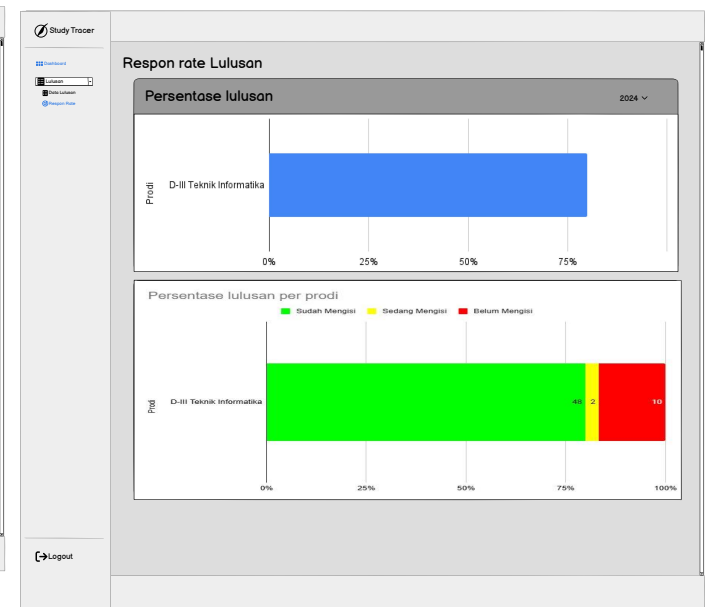 Study Tracer
Dashboard
Lulusan
Data Lulusan
Respon Rate
Respon rate Lulusan
Persentase lulusan
2024
Prodi
D-III Teknik Informatika
0% 25% 50% 75%
Persentase lulusan per prodi
Sudah Mengisi Sedang Mengisi Belum Mengisi
Prodi
D-III Teknik Informatika
48 2 10
0% 25% 50% 75% 100%
Logout